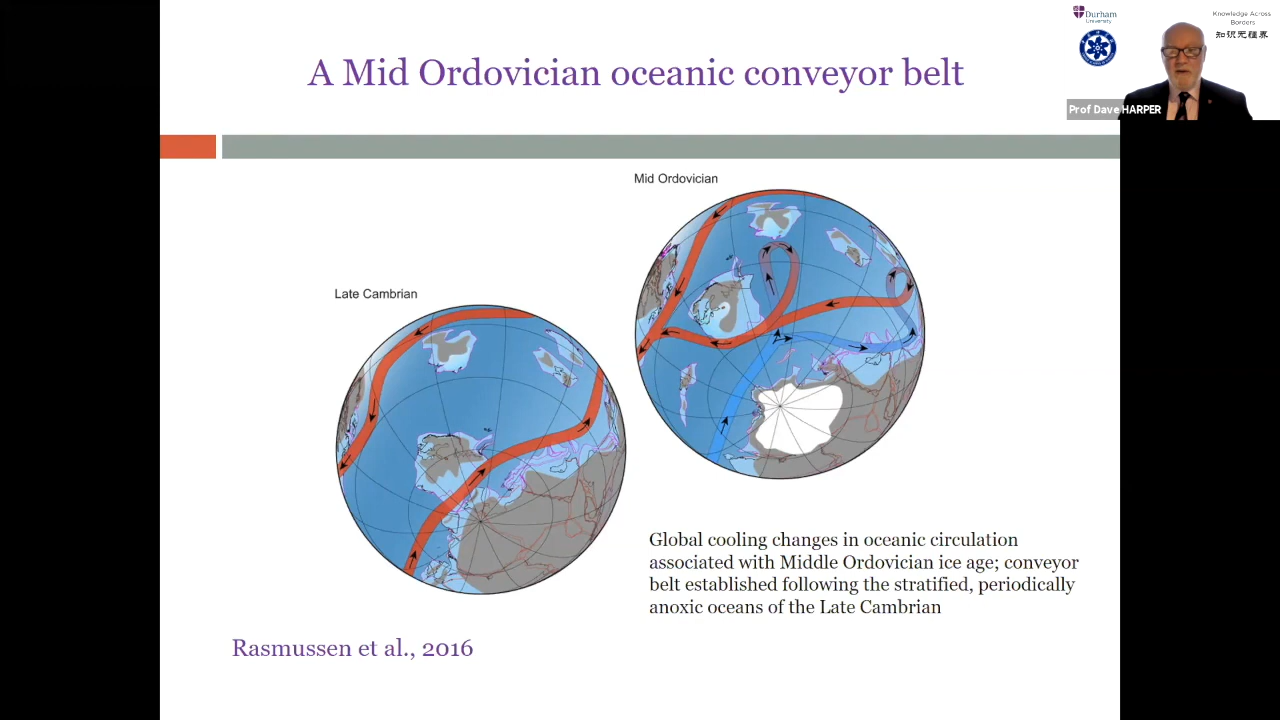 A Mid Ordovician oceanic conveyor belt
Durham
University
Knowledge Across
Borders
知识无疆界
Prof Dave HARPER
Mid Ordovician
Late Cambrian
Global cooling changes in oceanic circulation
associated with Middle Ordovician ice age; conveyor
belt established following the stratified, periodically
anoxic oceans of the Late Cambrian
Rasmussen et al., 2016